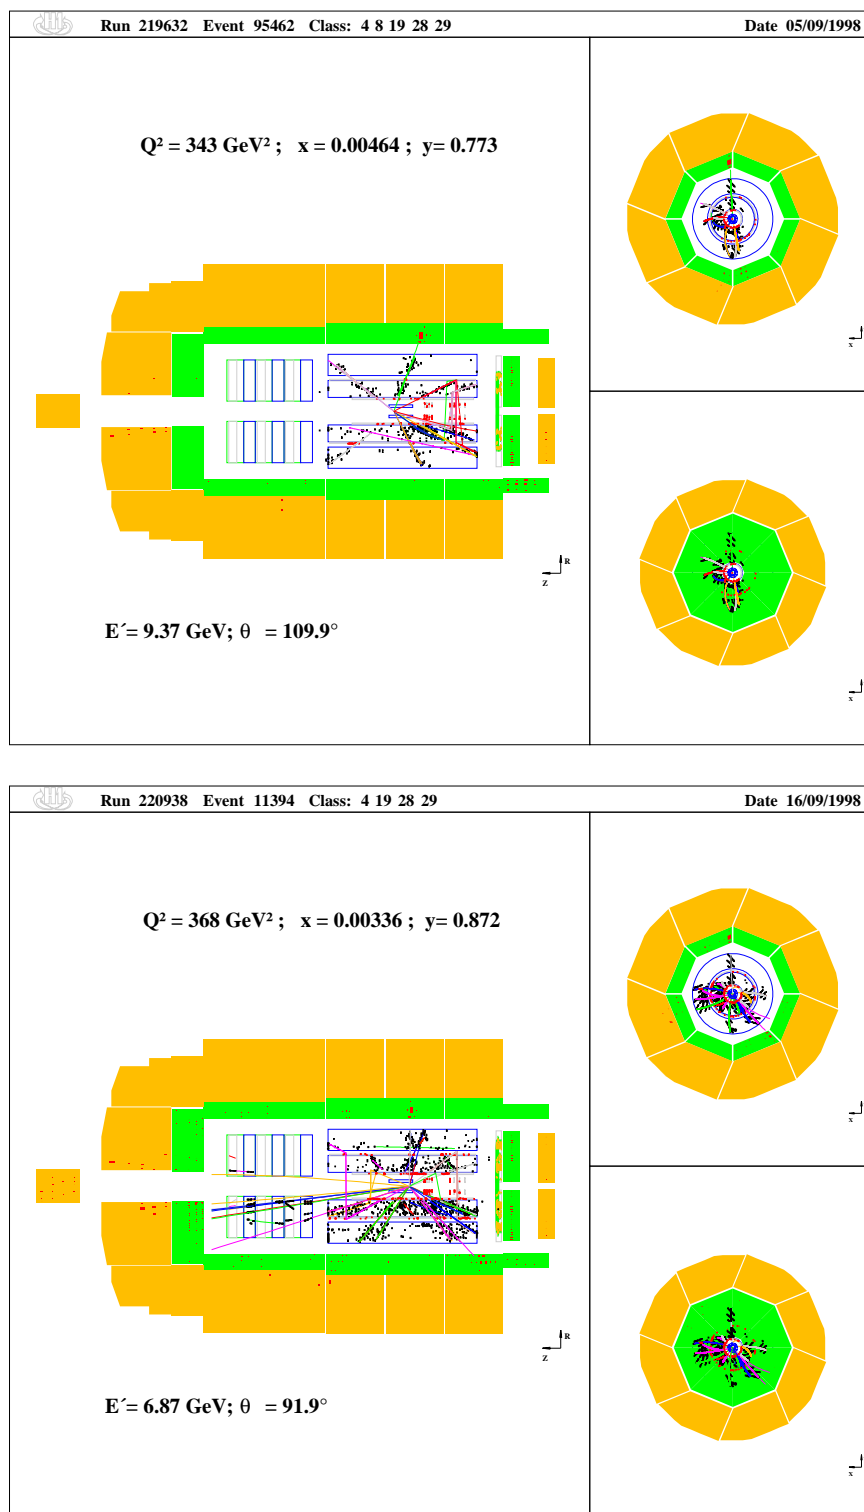 Run 219632 Event 95462 Class: 4 8 19 28 29 Date 05/09/1998
Q² = 343 GeV² ; x = 0.00464 ; y= 0.773
R
Z
E´= 9.37 GeV; θ = 109.9°
x
x
Run 220938 Event 11394 Class: 4 19 28 29 Date 16/09/1998
Q² = 368 GeV² ; x = 0.00336 ; y= 0.872
R
Z
E´= 6.87 GeV; θ = 91.9°
x
x